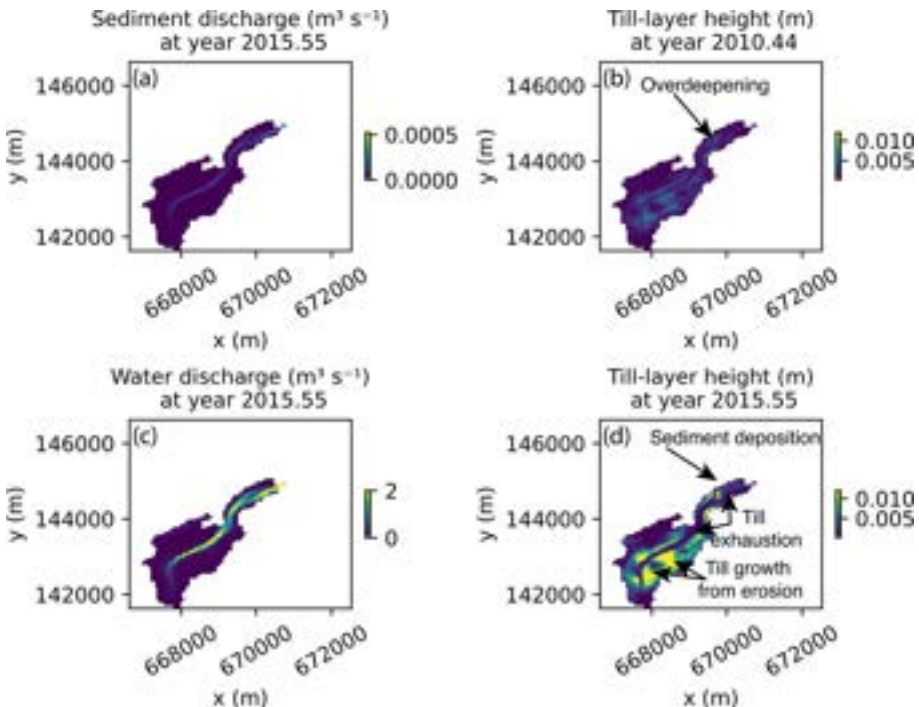 Sediment discharge (m³ s⁻¹)
at year 2015.55
Till-layer height (m)
at year 2010.44
(a)
(b)
Overdeepening
146000
144000
142000
y (m)
0.0005
0.0000
146000
144000
142000
y (m)
0.010
0.005
668000
670000
672000
x (m)
668000
670000
672000
x (m)
Water discharge (m³ s⁻¹)
at year 2015.55
Till-layer height (m)
at year 2015.55
(c)
(d)
Sediment deposition
146000
144000
142000
y (m)
2
0
146000
144000
142000
y (m)
Till
exhaustion
Till growth
from erosion
0.010
0.005
668000
670000
672000
x (m)
668000
670000
672000
x (m)